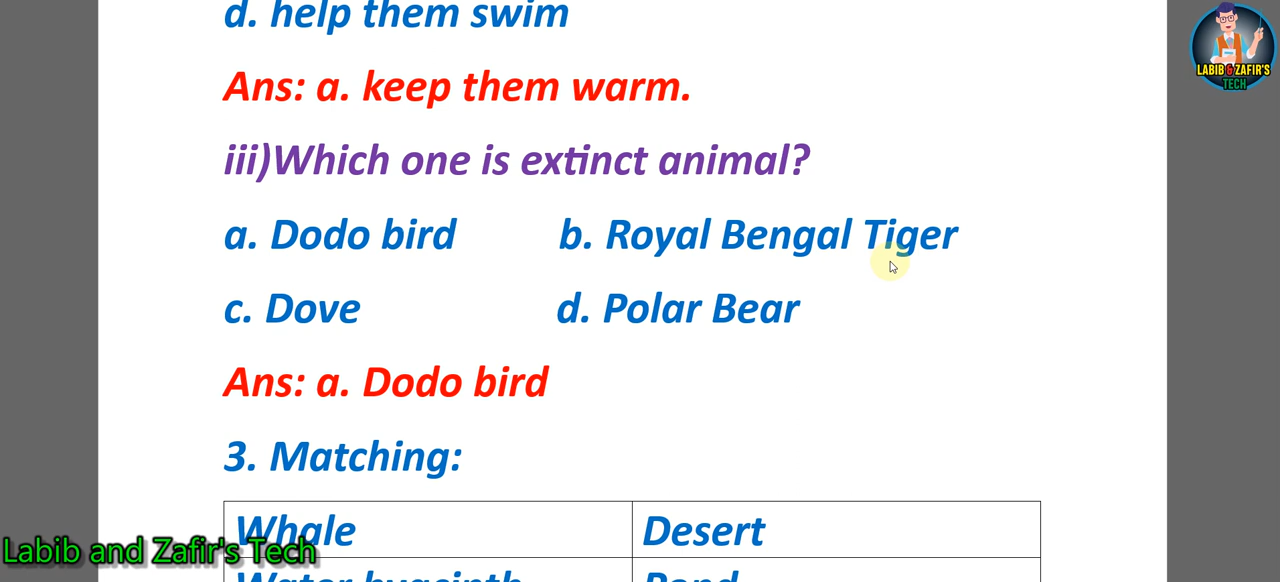 d. help them swim
Ans: a. keep them warm.
iii)Which one is extinct animal?
a. Dodo bird b. Royal Bengal Tiger
c. Dove d. Polar Bear
Ans: a. Dodo bird
3. Matching:
Whale Desert
Water hyacinth Pond
Labib and Zafir's Tech
LABIB & ZAFIR'S
TECH